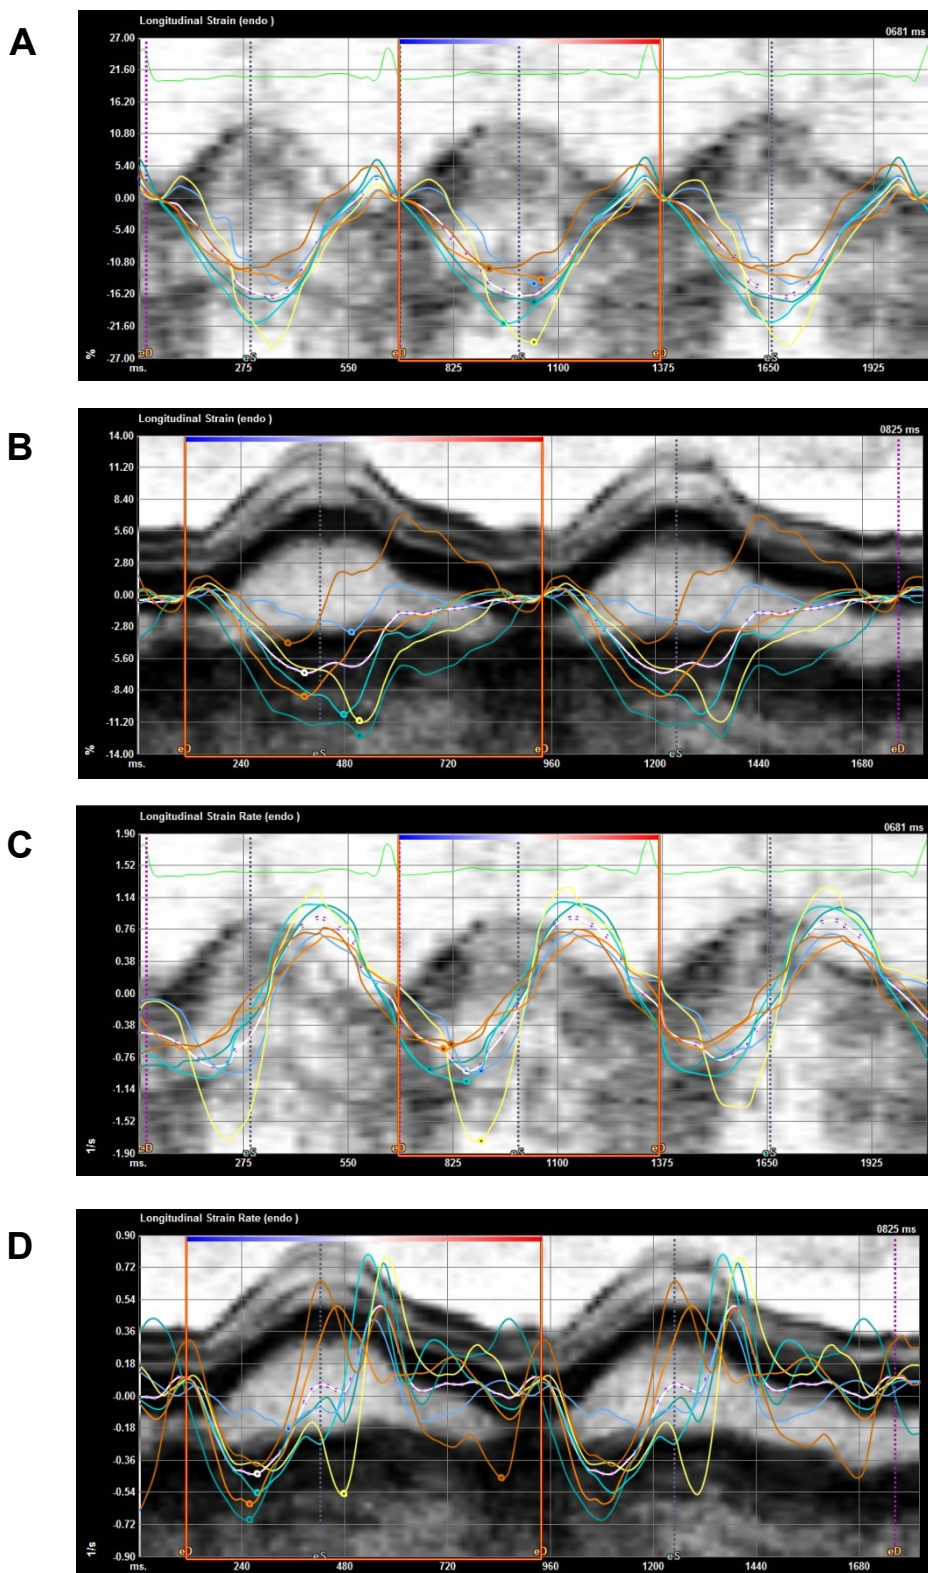 A
Longitudinal Strain (endo )
0681 ms
27.00
21.60
16.20
10.80
5.40
0.00
-5.40
-10.80
-16.20
-21.60
-27.00
%
eD
eS
eD
eS
eD
eS
ms.
275
550
825
1100
1375
1650
1925
B
Longitudinal Strain (endo )
0825 ms
14.00
11.20
8.40
5.60
2.80
0.00
-2.80
-5.60
-8.40
-11.20
-14.00
%
eD
eS
eD
eS
eD
ms.
240
480
720
960
1200
1440
1680
C
Longitudinal Strain Rate (endo )
0681 ms
1.90
1.52
1.14
0.76
0.38
0.00
-0.38
-0.76
-1.14
-1.52
-1.90
1/s
eD
eS
eD
eS
eD
eS
ms.
275
550
825
1100
1375
1650
1925
D
Longitudinal Strain Rate (endo )
0825 ms
0.90
0.72
0.54
0.36
0.18
-0.00
-0.18
-0.36
-0.54
-0.72
-0.90
1/s
eD
eS
eD
eS
eD
ms.
240
480
720
960
1200
1440
1680